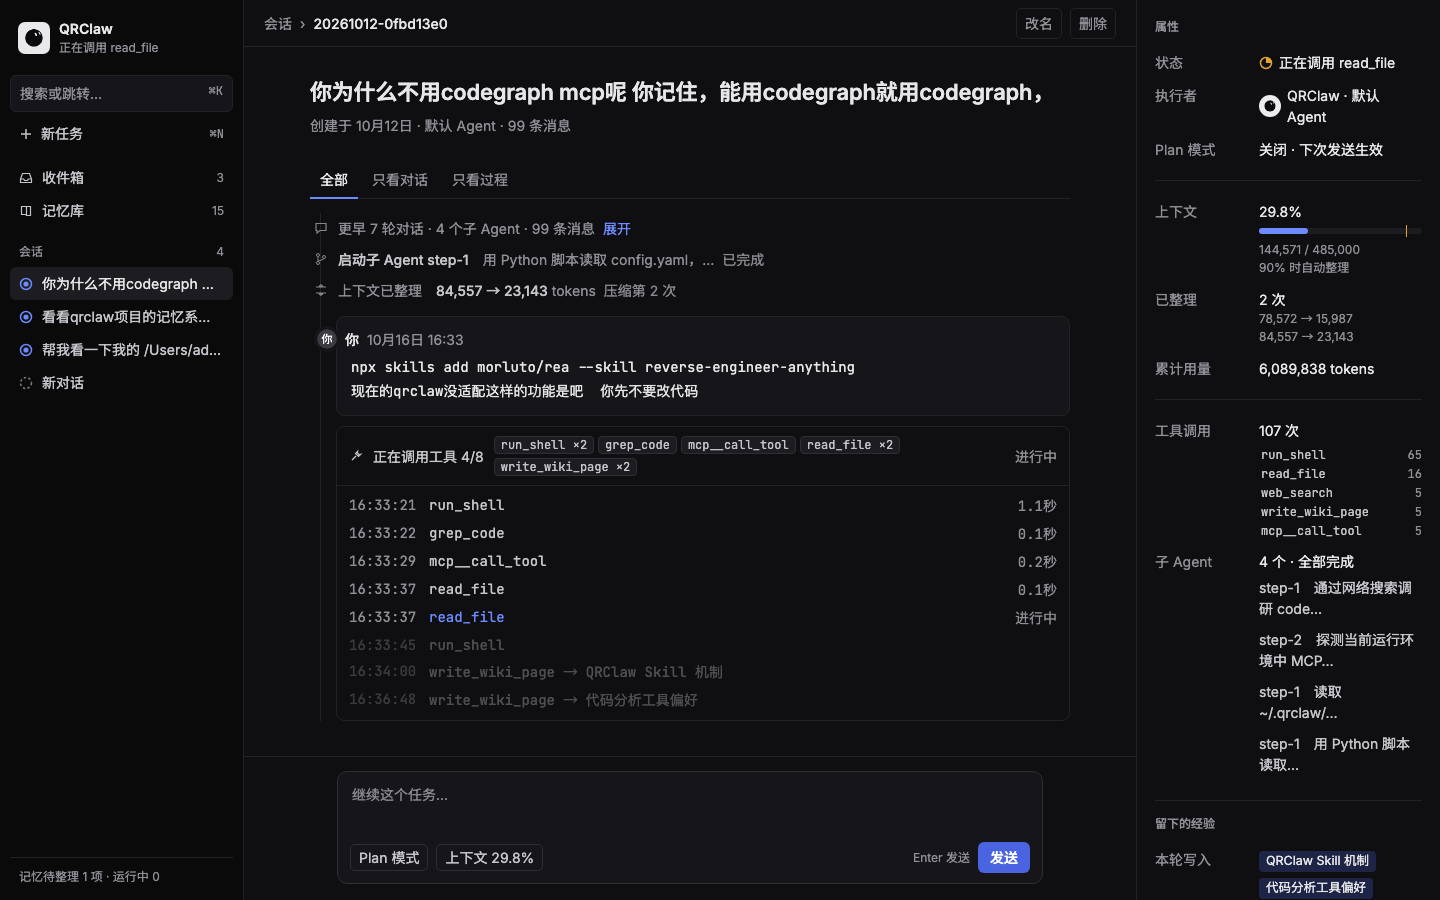 QRClaw
正在调用 read_file
搜索或跳转... ⌘K
新任务 ⌘N
收件箱 3
记忆库 15
会话 4
你为什么不用codegraph ...
看看qrclaw项目的记忆系...
帮我看一下我的 /Users/ad...
新对话
记忆待整理 1 项 · 运行中 0
会话 › 20261012-0fbd13e0
改名 删除
你为什么不用codegraph mcp呢 你记住，能用codegraph就用codegraph，
创建于 10月12日 · 默认 Agent · 99 条消息
全部 只看对话 只看过程
更早 7 轮对话 · 4 个子 Agent · 99 条消息 展开
启动子 Agent step-1 用 Python 脚本读取 config.yaml，... 已完成
上下文已整理 84,557 → 23,143 tokens 压缩第 2 次
你 你 10月16日 16:33
npx skills add morluto/rea --skill reverse-engineer-anything
现在的qrclaw没适配这样的功能是吧 你先不要改代码
正在调用工具 4/8 run_shell ×2 grep_code mcp__call_tool read_file ×2 进行中
write_wiki_page ×2
16:33:21 run_shell 1.1秒
16:33:22 grep_code 0.1秒
16:33:29 mcp__call_tool 0.2秒
16:33:37 read_file 0.1秒
16:33:37 read_file 进行中
16:33:45 run_shell
16:34:00 write_wiki_page → QRClaw Skill 机制
16:36:48 write_wiki_page → 代码分析工具偏好
继续这个任务...
Plan 模式 上下文 29.8% Enter 发送 发送
属性
状态 正在调用 read_file
执行者 QRClaw · 默认
Agent
Plan 模式 关闭 · 下次发送生效
上下文 29.8%
144,571 / 485,000
90% 时自动整理
已整理 2 次
78,572 → 15,987
84,557 → 23,143
累计用量 6,089,838 tokens
工具调用 107 次
run_shell 65
read_file 16
web_search 5
write_wiki_page 5
mcp__call_tool 5
子 Agent 4 个 · 全部完成
step-1 通过网络搜索调
研 code...
step-2 探测当前运行环
境中 MCP...
step-1 读取
~/.qrclaw/...
step-1 用 Python 脚本
读取...
留下的经验
本轮写入 QRClaw Skill 机制
代码分析工具偏好